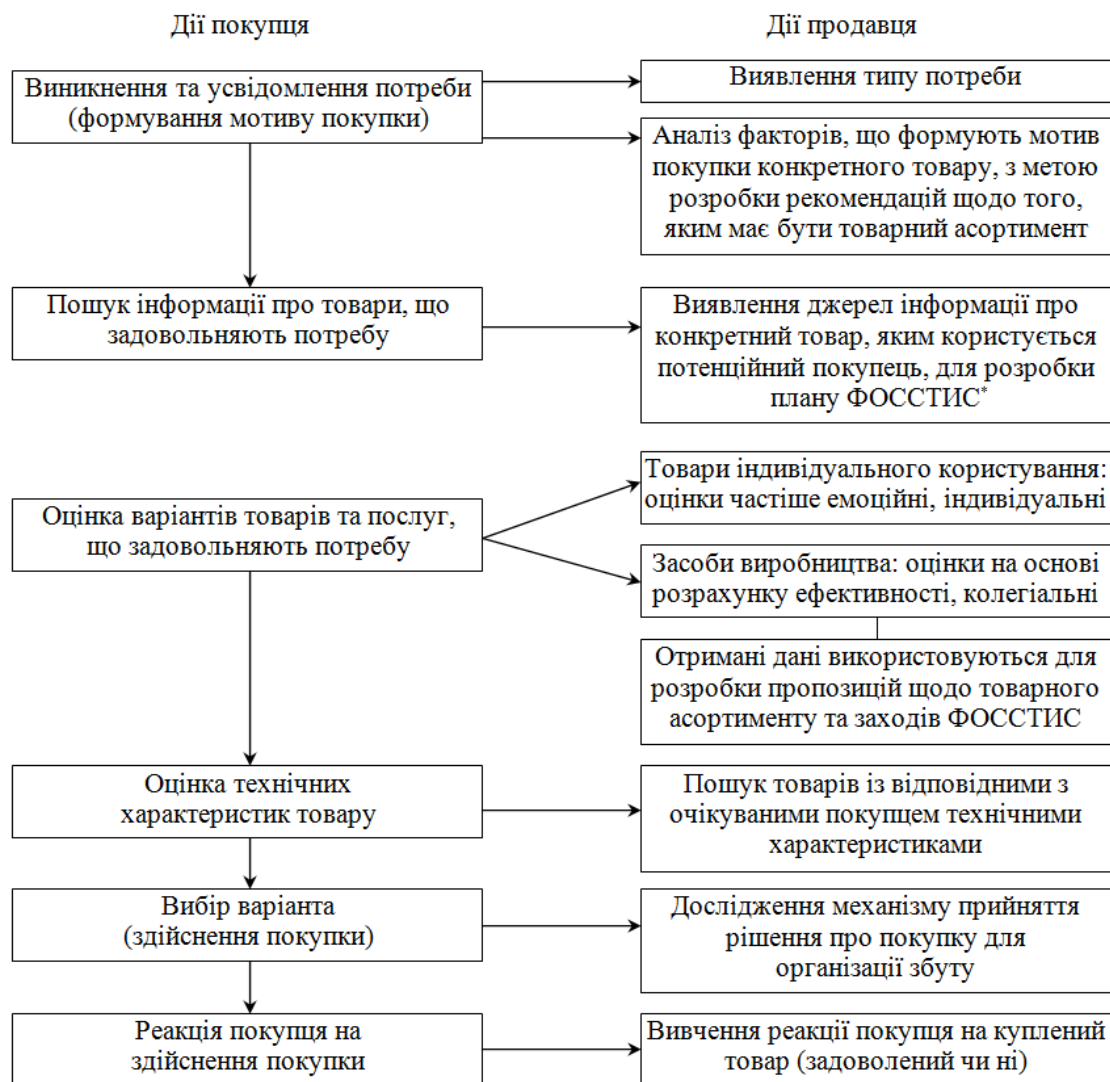 Дії покупця
Дії продавця
Виникнення та усвідомлення потреби
(формування мотиву покупки)
Виявлення типу потреби
Аналіз факторів, що формують мотив
покупки конкретного товару, з метою
розробки рекомендацій щодо того,
яким має бути товарний асортимент
Пошук інформації про товари, що
задовольняють потребу
Виявлення джерел інформації про
конкретний товар, яким користується
потенційний покупець, для розробки
плану ФОССТИС*
Оцінка варіантів товарів та послуг,
що задовольняють потребу
Товари індивідуального користування:
оцінки частіше емоційні, індивідуальні
Засоби виробництва: оцінки на основі
розрахунку ефективності, колегіальні
Отримані дані використовуються для
розробки пропозицій щодо товарного
асортименту та заходів ФОССТИС
Оцінка технічних
характеристик товару
Пошук товарів із відповідними з
очікуваними покупцем технічними
характеристиками
Вибір варіанта
(здійснення покупки)
Дослідження механізму прийняття
рішення про покупку для
організації збуту
Реакція покупця на
здійснення покупки
Вивчення реакції покупця на куплений
товар (задоволений чи ні)